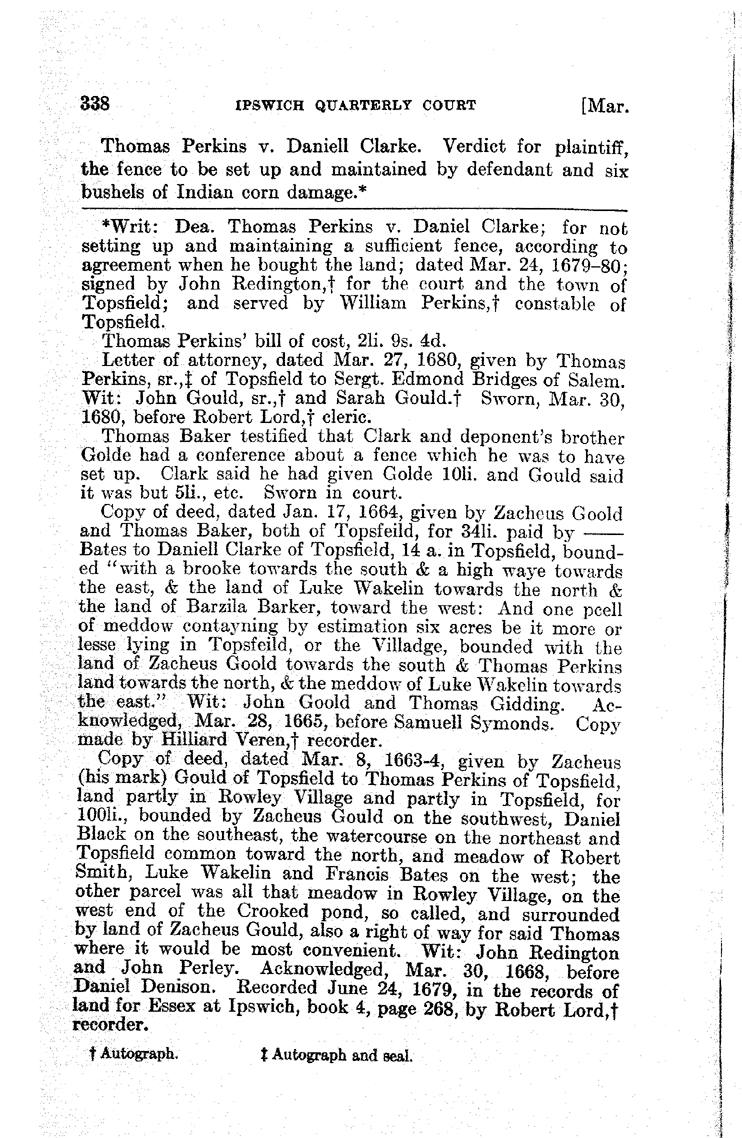 338 IPSWICH QUARTERLY COURT [Mar.
Thomas Perkins v. Daniell Clarke. Verdict for plaintiff,
the fence to be set up and maintained by defendant and six
bushels of Indian corn damage.*
*Writ: Dea. Thomas Perkins v. Daniel Clarke; for not
setting up and maintaining a sufficient fence, according to
agreement when he bought the land; dated Mar. 24, 1679-80;
signed by John Redington,† for the court and the town of
Topsfield; and served by William Perkins,† constable of
Topsfield.
Thomas Perkins' bill of cost, 2li. 9s. 4d.
Letter of attorney, dated Mar. 27, 1680, given by Thomas
Perkins, sr.,‡ of Topsfield to Sergt. Edmond Bridges of Salem.
Wit: John Gould, sr.,† and Sarah Gould.† Sworn, Mar. 30,
1680, before Robert Lord,† cleric.
Thomas Baker testified that Clark and deponent's brother
Golde had a conference about a fence which he was to have
set up. Clark said he had given Golde 10li. and Gould said
it was but 5li., etc. Sworn in court.
Copy of deed, dated Jan. 17, 1664, given by Zacheus Goold
and Thomas Baker, both of Topsfeild, for 34li. paid by ——
Bates to Daniell Clarke of Topsfield, 14 a. in Topsfield, bound-
ed "with a brooke towards the south & a high waye towards
the east, & the land of Luke Wakelin towards the north &
the land of Barzila Barker, toward the west: And one pcell
of meddow contayning by estimation six acres be it more or
lesse lying in Topsfeild, or the Villadge, bounded with the
land of Zacheus Goold towards the south & Thomas Perkins
land towards the north, & the meddow of Luke Wakelin towards
the east." Wit: John Goold and Thomas Gidding. Ac-
knowledged, Mar. 28, 1665, before Samuell Symonds. Copy
made by Hilliard Veren,† recorder.
Copy of deed, dated Mar. 8, 1663-4, given by Zacheus
(his mark) Gould of Topsfield to Thomas Perkins of Topsfield,
land partly in Rowley Village and partly in Topsfield, for
100li., bounded by Zacheus Gould on the southwest, Daniel
Black on the southeast, the watercourse on the northeast and
Topsfield common toward the north, and meadow of Robert
Smith, Luke Wakelin and Francis Bates on the west; the
other parcel was all that meadow in Rowley Village, on the
west end of the Crooked pond, so called, and surrounded
by land of Zacheus Gould, also a right of way for said Thomas
where it would be most convenient. Wit: John Redington
and John Perley. Acknowledged, Mar. 30, 1668, before
Daniel Denison. Recorded June 24, 1679, in the records of
land for Essex at Ipswich, book 4, page 268, by Robert Lord,†
recorder.
† Autograph. ‡ Autograph and seal.